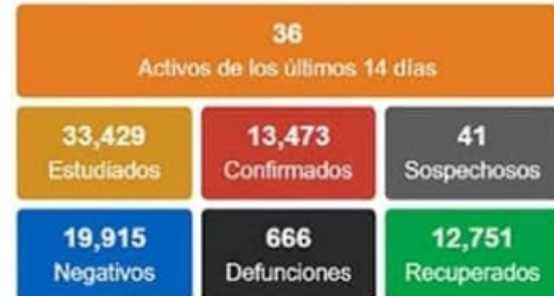 36
Activos de los últimos 14 días
33,429
Estudiados
13,473
Confirmados
41
Sospechosos
19,915
Negativos
666
Defunciones
12,751
Recuperados